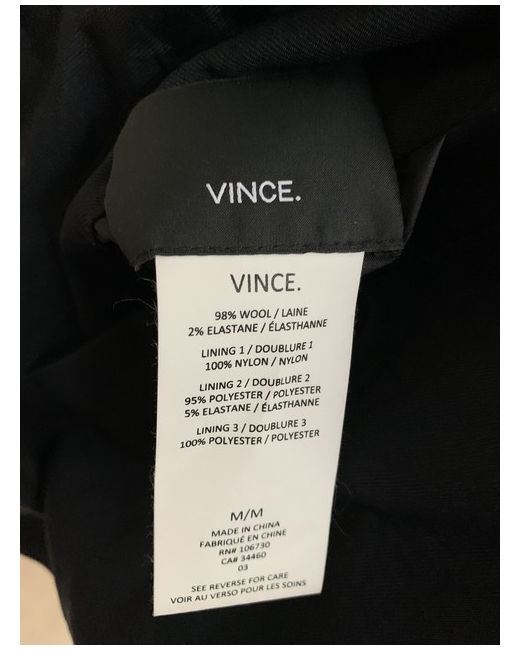 VINCE.
VINCE.
98% WOOL / LAINE
2% ELASTANE / ÉLASTHANNE
LINING 1 / DOUBLURE 1
100% NYLON / NYLON
LINING 2 / DOUBLURE 2
95% POLYESTER / POLYESTER
5% ELASTANE / ÉLASTHANNE
LINING 3 / DOUBLURE 3
100% POLYESTER / POLYESTER
M/M
MADE IN CHINA
FABRIQUÉ EN CHINE
RN# 106730
CA# 34460
03
SEE REVERSE FOR CARE
VOIR AU VERSO POUR LES SOINS